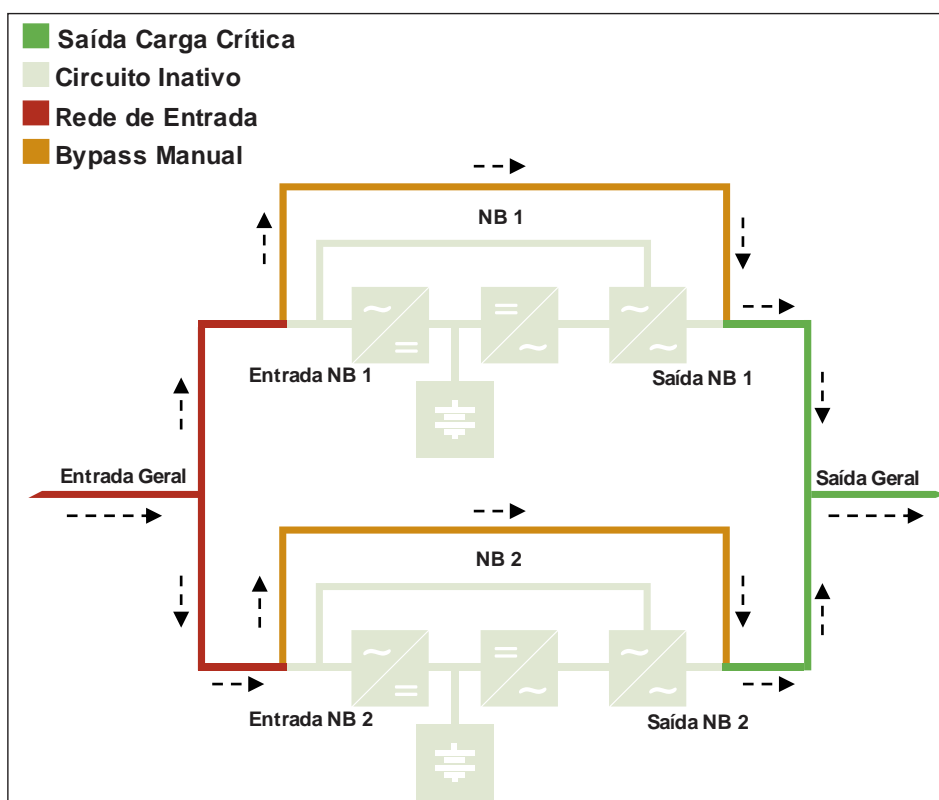 Saída Carga Crítica
Circuito Inativo
Rede de Entrada
Bypass Manual
NB 1
Entrada NB 1
Saída NB 1
Entrada Geral
Saída Geral
NB 2
Entrada NB 2
Saída NB 2